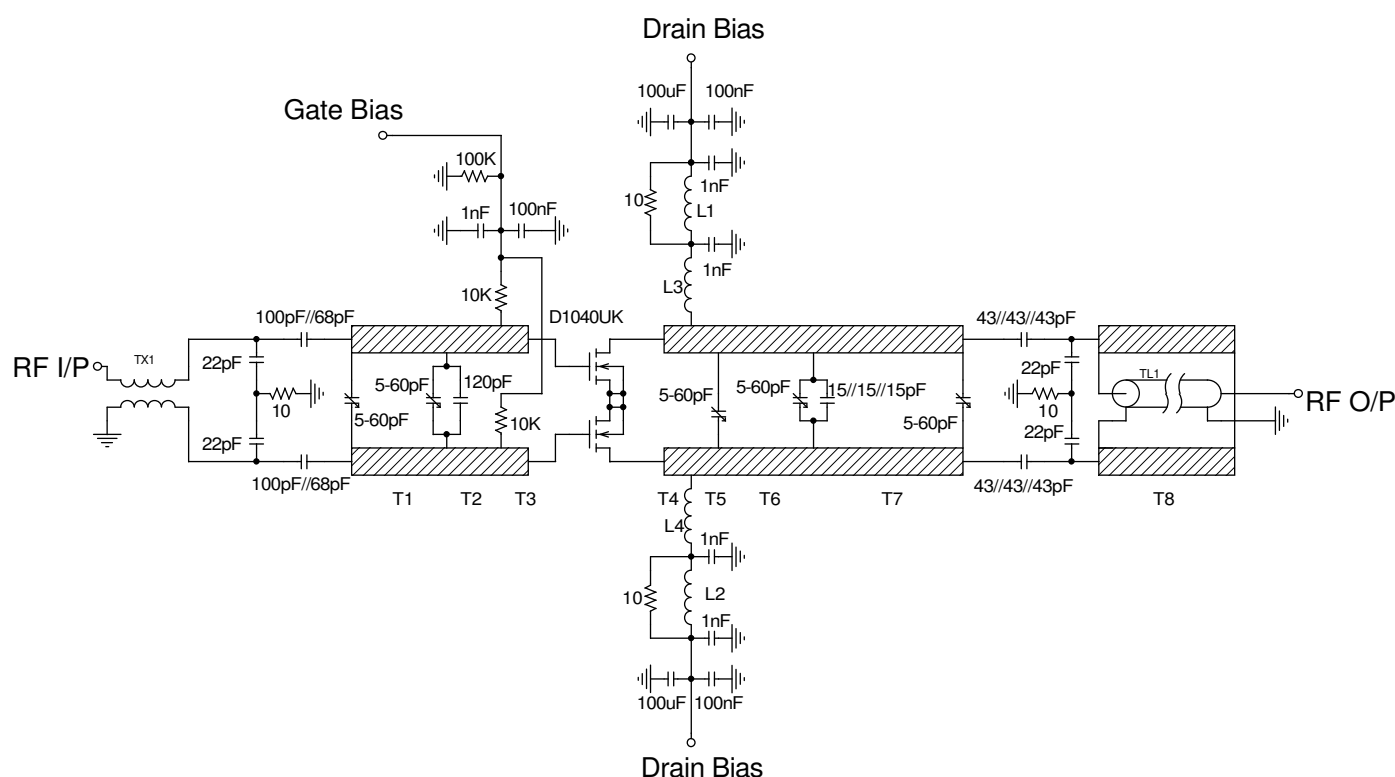 Drain Bias
100uF
100nF
Gate Bias
100K
1nF
10
L1
1nF
100nF
1nF
L3
10K
D1040UK
100pF//68pF
43//43//43pF
RF I/P
TX1
22pF
10
22pF
5-60pF
5-60pF
120pF
10K
5-60pF
5-60pF
15//15//15pF
5-60pF
22pF
10
22pF
TL1
RF O/P
100pF//68pF
43//43//43pF
T1
T2
T3
T4
T5
T6
T7
T8
L4
1nF
10
L2
1nF
100uF
100nF
Drain Bias